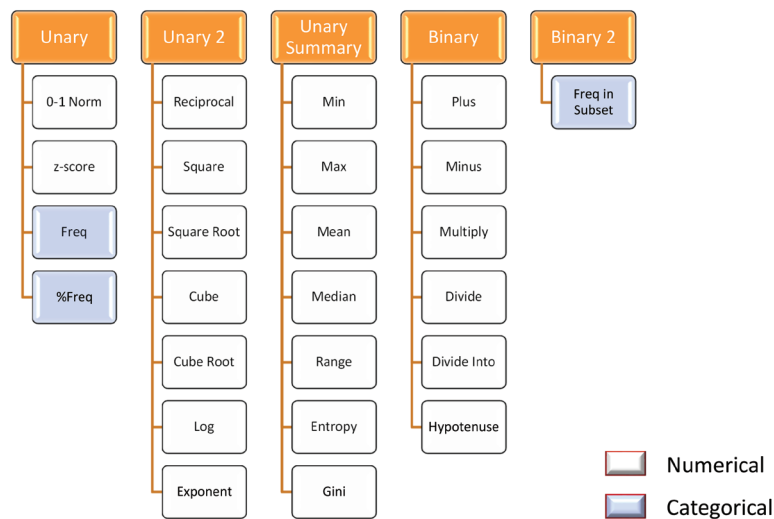 Unary
0-1 Norm
z-score
Freq
%Freq
Unary 2
Reciprocal
Square
Square Root
Cube
Cube Root
Log
Exponent
Unary
Summary
Min
Max
Mean
Median
Range
Entropy
Gini
Binary
Plus
Minus
Multiply
Divide
Divide Into
Hypotenuse
Binary 2
Freq in
Subset
Numerical
Categorical